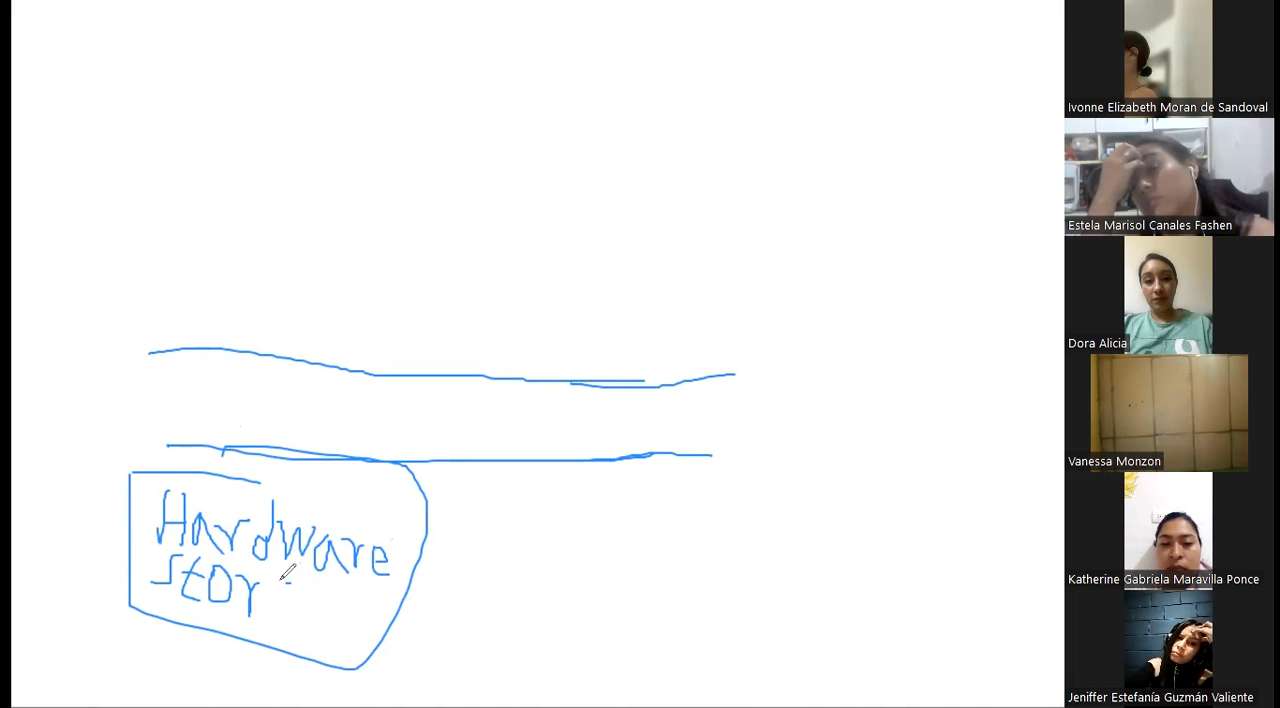 Hardware
Stor
Ivonne Elizabeth Moran de Sandoval
Estela Marisol Canales Fashen
Dora Alicia
Vanessa Monzon
Katherine Gabriela Maravilla Ponce
Jeniffer Estefanía Guzmán Valiente